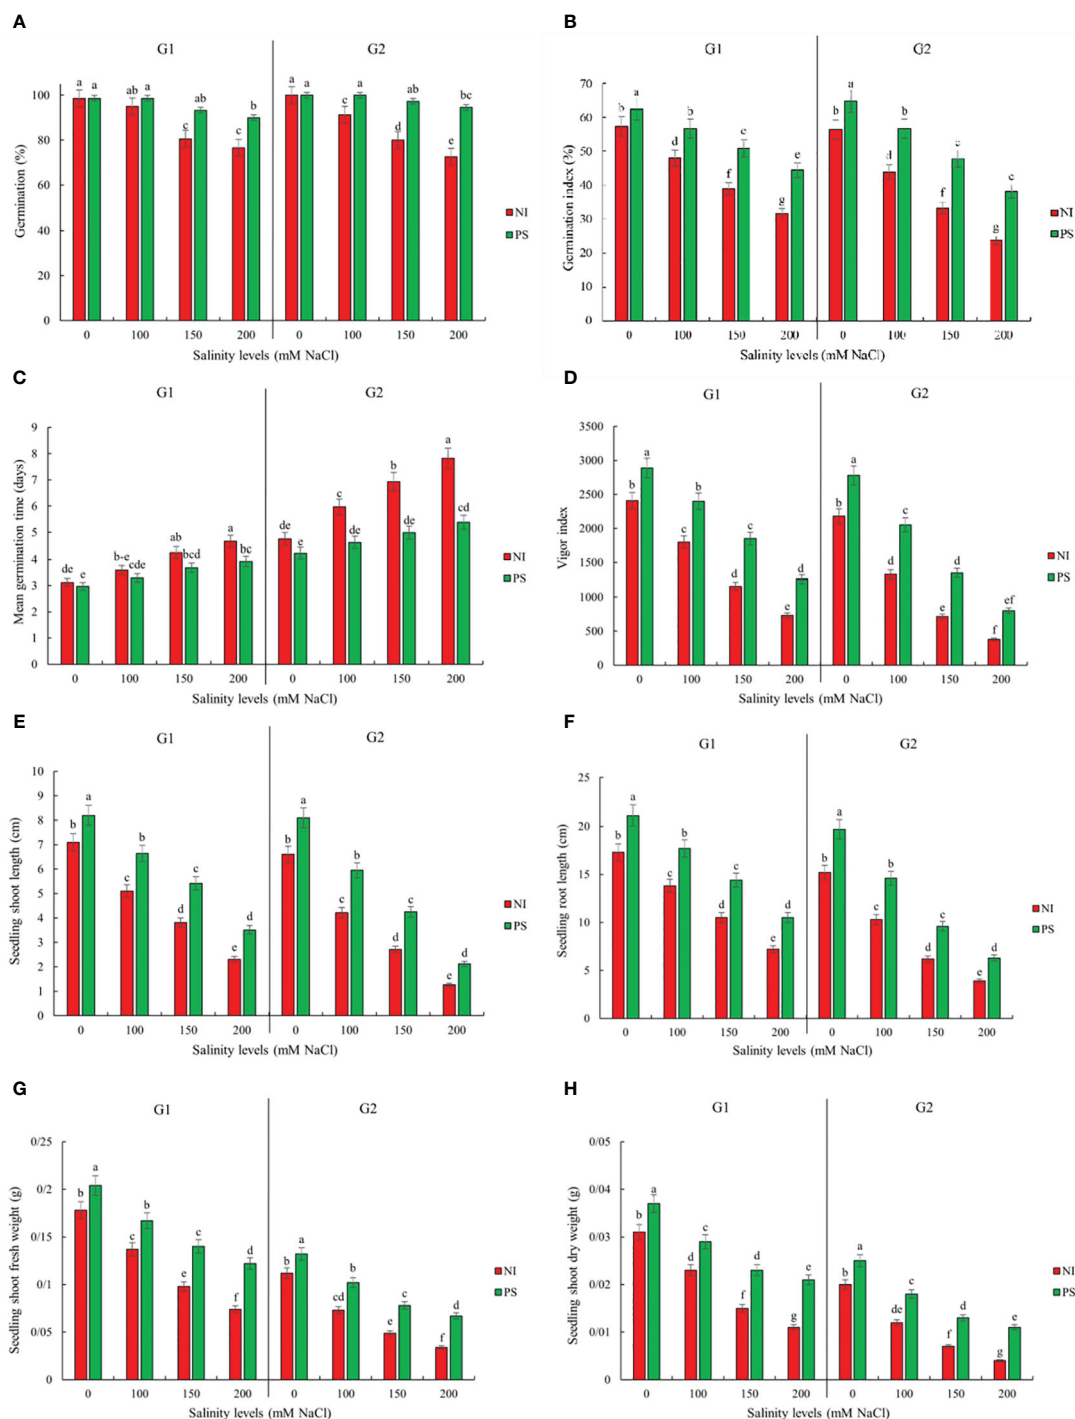 A
G1 G2
Germination (%)
100
80
60
40
20
0
a a ab a c ab c b
a a c a d ab e bc
0 100 150 200 0 100 150 200
Salinity levels (mM NaCl)
NI
PS
B
G1 G2
Germination index (%)
70
60
50
40
30
20
10
0
b a d b f c g e
b a d b f g
0 100 150 200 0 100 150 200
Salinity levels (mM NaCl)
NI
PS
C
G1 G2
Mean germination time (days)
9
8
7
6
5
4
3
2
1
0
de e b-e cde ab bcd a bc
de e c de b de a cd
0 100 150 200 0 100 150 200
Salinity levels (mM NaCl)
NI
PS
D
G1 G2
Vigor index
3500
3000
2500
2000
1500
1000
500
0
b a c b d c e d
b a d c e d f ef
0 100 150 200 0 100 150 200
Salinity levels (mM NaCl)
NI
PS
E
G1 G2
Seedling shoot length (cm)
10
9
8
7
6
5
4
3
2
1
0
b a c b d c e d
b a c b d c e d
0 100 150 200 0 100 150 200
Salinity levels (mM NaCl)
NI
PS
F
G1 G2
Seedling root length (cm)
25
20
15
10
5
0
b a c b d c e d
b a c b d c e d
0 100 150 200 0 100 150 200
Salinity levels (mM NaCl)
NI
PS
G
G1 G2
Seedling shoot fresh weight (g)
0/25
0/2
0/15
0/1
0/05
0
b a c b e c f d
b a cd b e c f d
0 100 150 200 0 100 150 200
Salinity levels (mM NaCl)
NI
PS
H
G1 G2
Seedling shoot dry weight (g)
0/05
0/04
0/03
0/02
0/01
0
b a d c f d g e
b a de c f d g e
0 100 150 200 0 100 150 200
Salinity levels (mM NaCl)
NI
PS